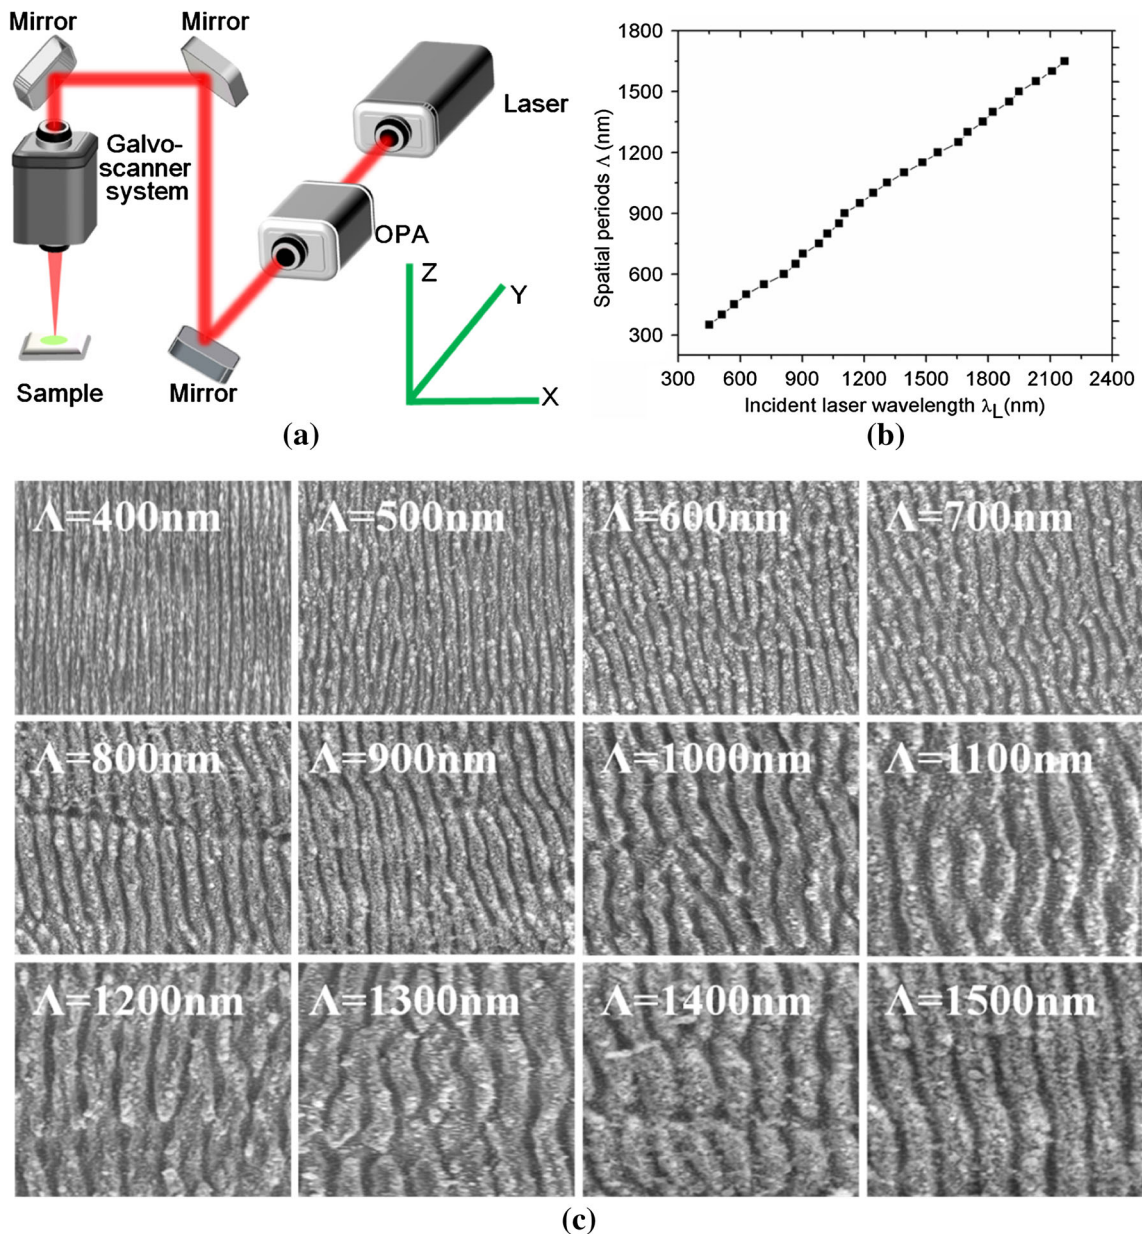 Mirror
Mirror
Laser
Galvo-
scanner
system
OPA
Z
Y
X
Sample
Mirror
(a)
1800
1500
1200
900
600
300
Spatial periods Λ (nm)
300 600 900 1200 1500 1800 2100 2400
Incident laser wavelength λL(nm)
(b)
Λ=400nm
Λ=500nm
Λ=600nm
Λ=700nm
Λ=800nm
Λ=900nm
Λ=1000nm
Λ=1100nm
Λ=1200nm
Λ=1300nm
Λ=1400nm
Λ=1500nm
(c)